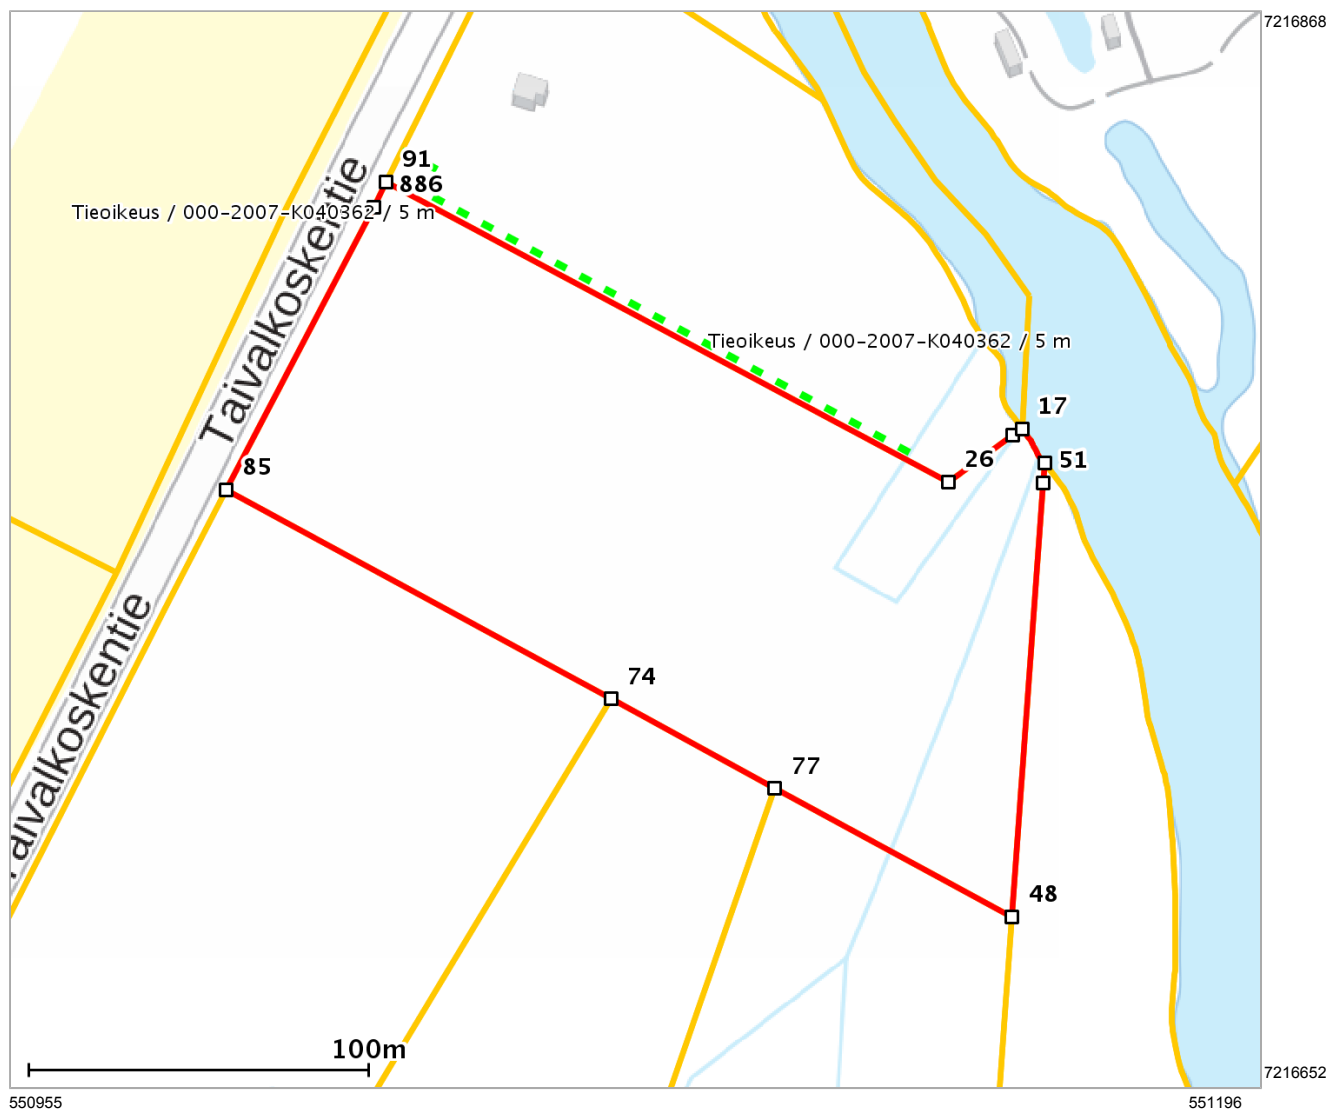 7216868
91
886
Tieoikeus / 000-2007-K040362 / 5 m
Taivalkoskentie
Tieoikeus / 000-2007-K040362 / 5 m
17
26
51
85
Taivalkoskentie
74
77
48
100m
7216652
550955
551196